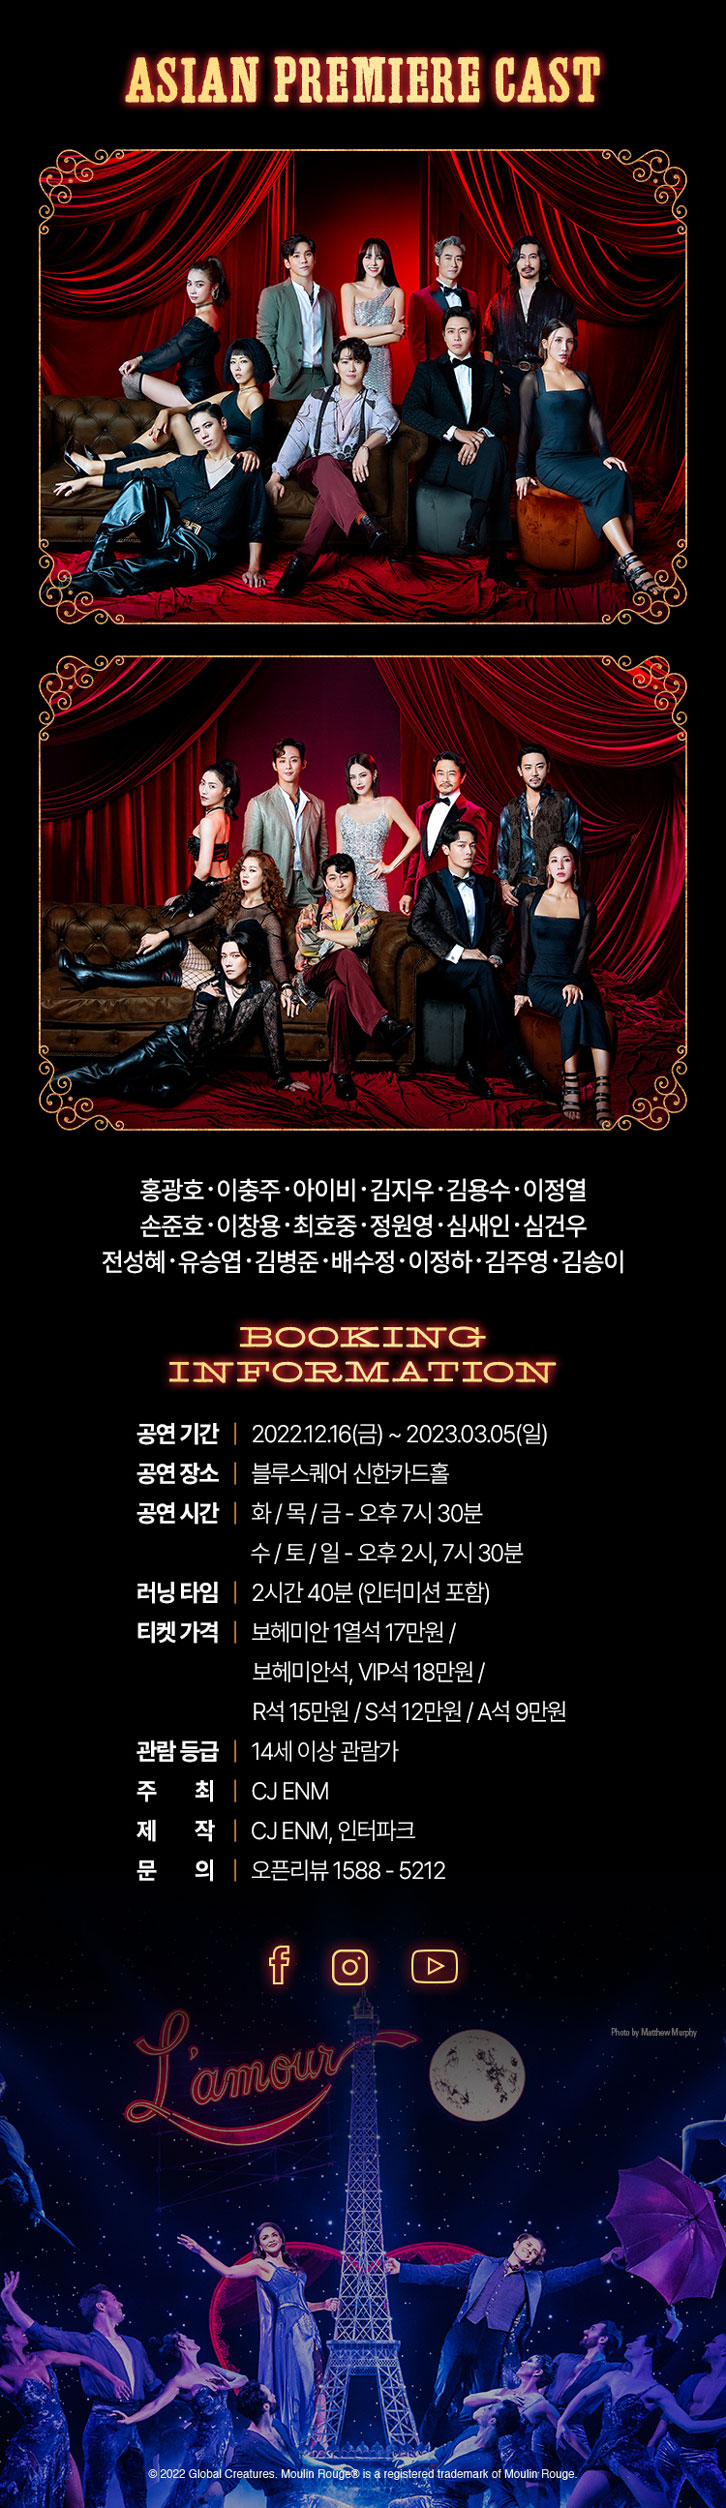 ASIAN PREMIERE CAST
홍광호·이충주·아이비·김지우·김용수·이정열
손준호·이창용·최호중·정원영·심새인·심건우
전성혜·유승엽·김병준·배수정·이정하·김주영·김송이
BOOKING
INFORMATION
공연 기간 | 2022.12.16(금) ~ 2023.03.05(일)
공연 장소 | 블루스퀘어 신한카드홀
공연 시간 | 화 / 목 / 금 - 오후 7시 30분
수 / 토 / 일 - 오후 2시, 7시 30분
러닝 타임 | 2시간 40분 (인터미션 포함)
티켓 가격 | 보헤미안 1열석 17만원 /
보헤미안석, VIP석 18만원 /
R석 15만원 / S석 12만원 / A석 9만원
관람 등급 | 14세 이상 관람가
주 최 | CJ ENM
제 작 | CJ ENM, 인터파크
문 의 | 오픈리뷰 1588 - 5212
Photo by Matthew Murphy
L'amour
© 2022 Global Creatures. Moulin Rouge® is a registered trademark of Moulin Rouge.